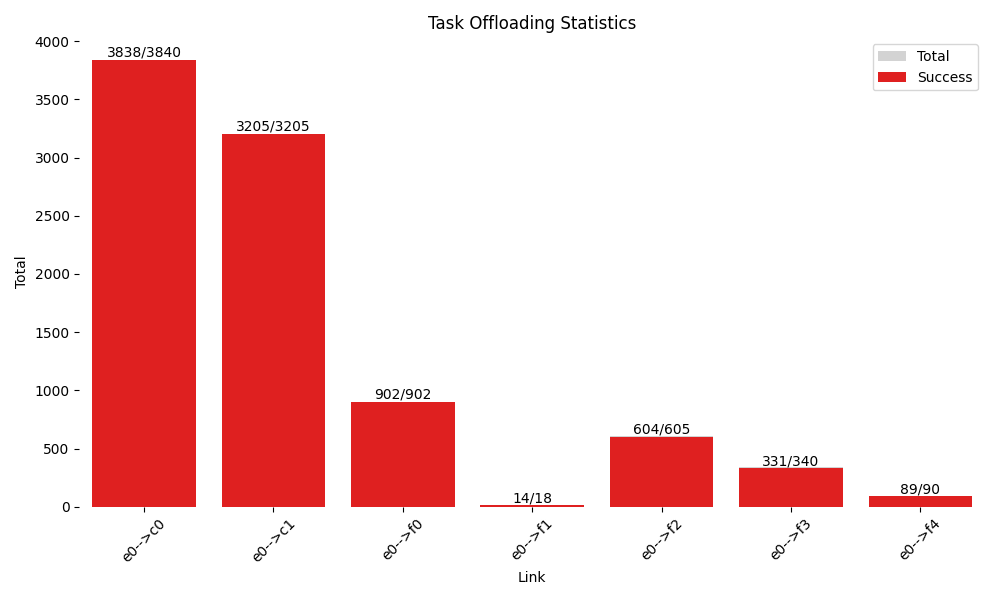 Task Offloading Statistics
Total
Success
4000
3500
3000
2500
2000
1500
1000
500
0
Total
3838/3840
3205/3205
902/902
14/18
604/605
331/340
89/90
e0-->c0
e0-->c1
e0-->f0
e0-->f1
e0-->f2
e0-->f3
e0-->f4
Link